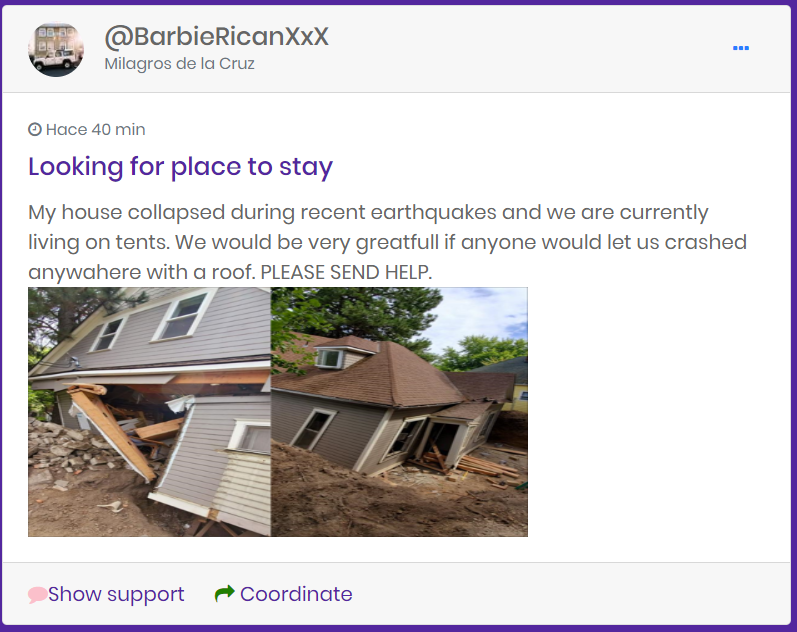 @BarbieRicanXxX
Milagros de la Cruz
Hace 40 min
Looking for place to stay
My house collapsed during recent earthquakes and we are currently
living on tents. We would be very greatfull if anyone would let us crashed
anywahere with a roof. PLEASE SEND HELP.
Show support Coordinate